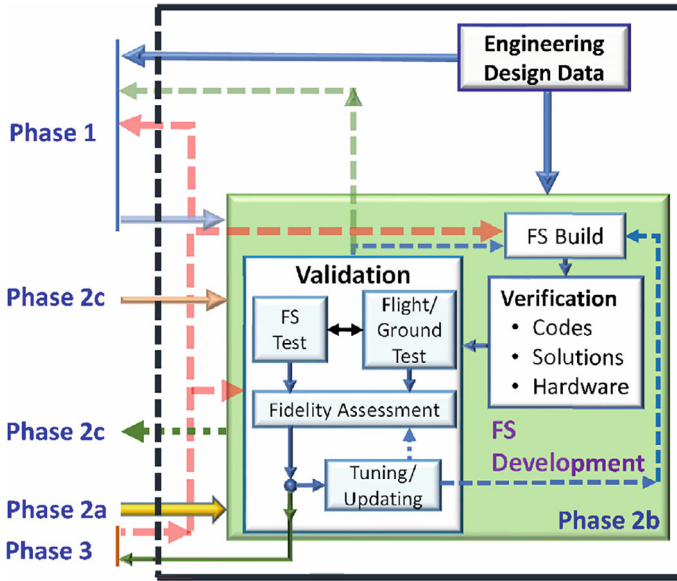 Engineering
Design Data
Phase 1
FS Build
Validation
Verification
• Codes
• Solutions
• Hardware
Phase 2c
FS
Test
Flight/
Ground
Test
Fidelity Assessment
Phase 2c
FS
Development
Tuning/
Updating
Phase 2a
Phase 2b
Phase 3